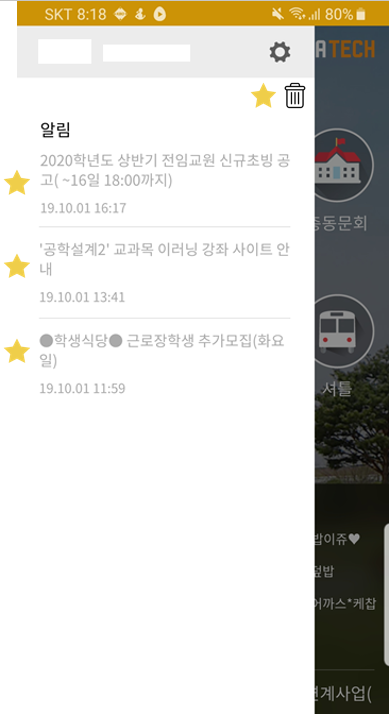 SKT 8:18
80%
A TECH
알림
2020학년도 상반기 전임교원 신규초빙 공
고( ~16일 18:00까지)
19.10.01 16:17
'공학설계2' 교과목 이러닝 강좌 사이트 안
내
19.10.01 13:41
●학생식당● 근로장학생 추가모집(화요
일)
19.10.01 11:59
총동문회
셔틀
밥이쥬♥
덮밥
어까스*케찹
연계사업(